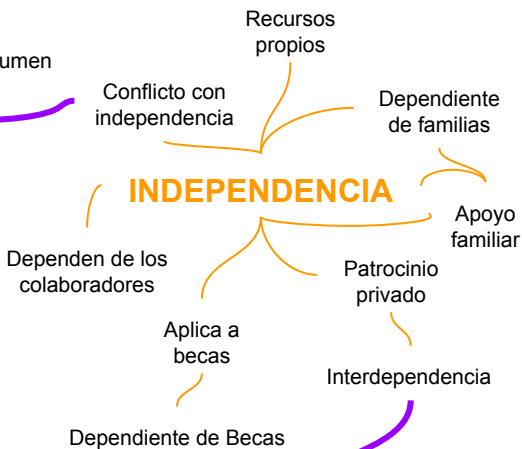 Recursos
propios
umen
Conflicto con
independencia
Dependiente
de familias
INDEPENDENCIA
Apoyo
familiar
Dependen de los
colaboradores
Patrocinio
privado
Aplica a
becas
Interdependencia
Dependiente de Becas